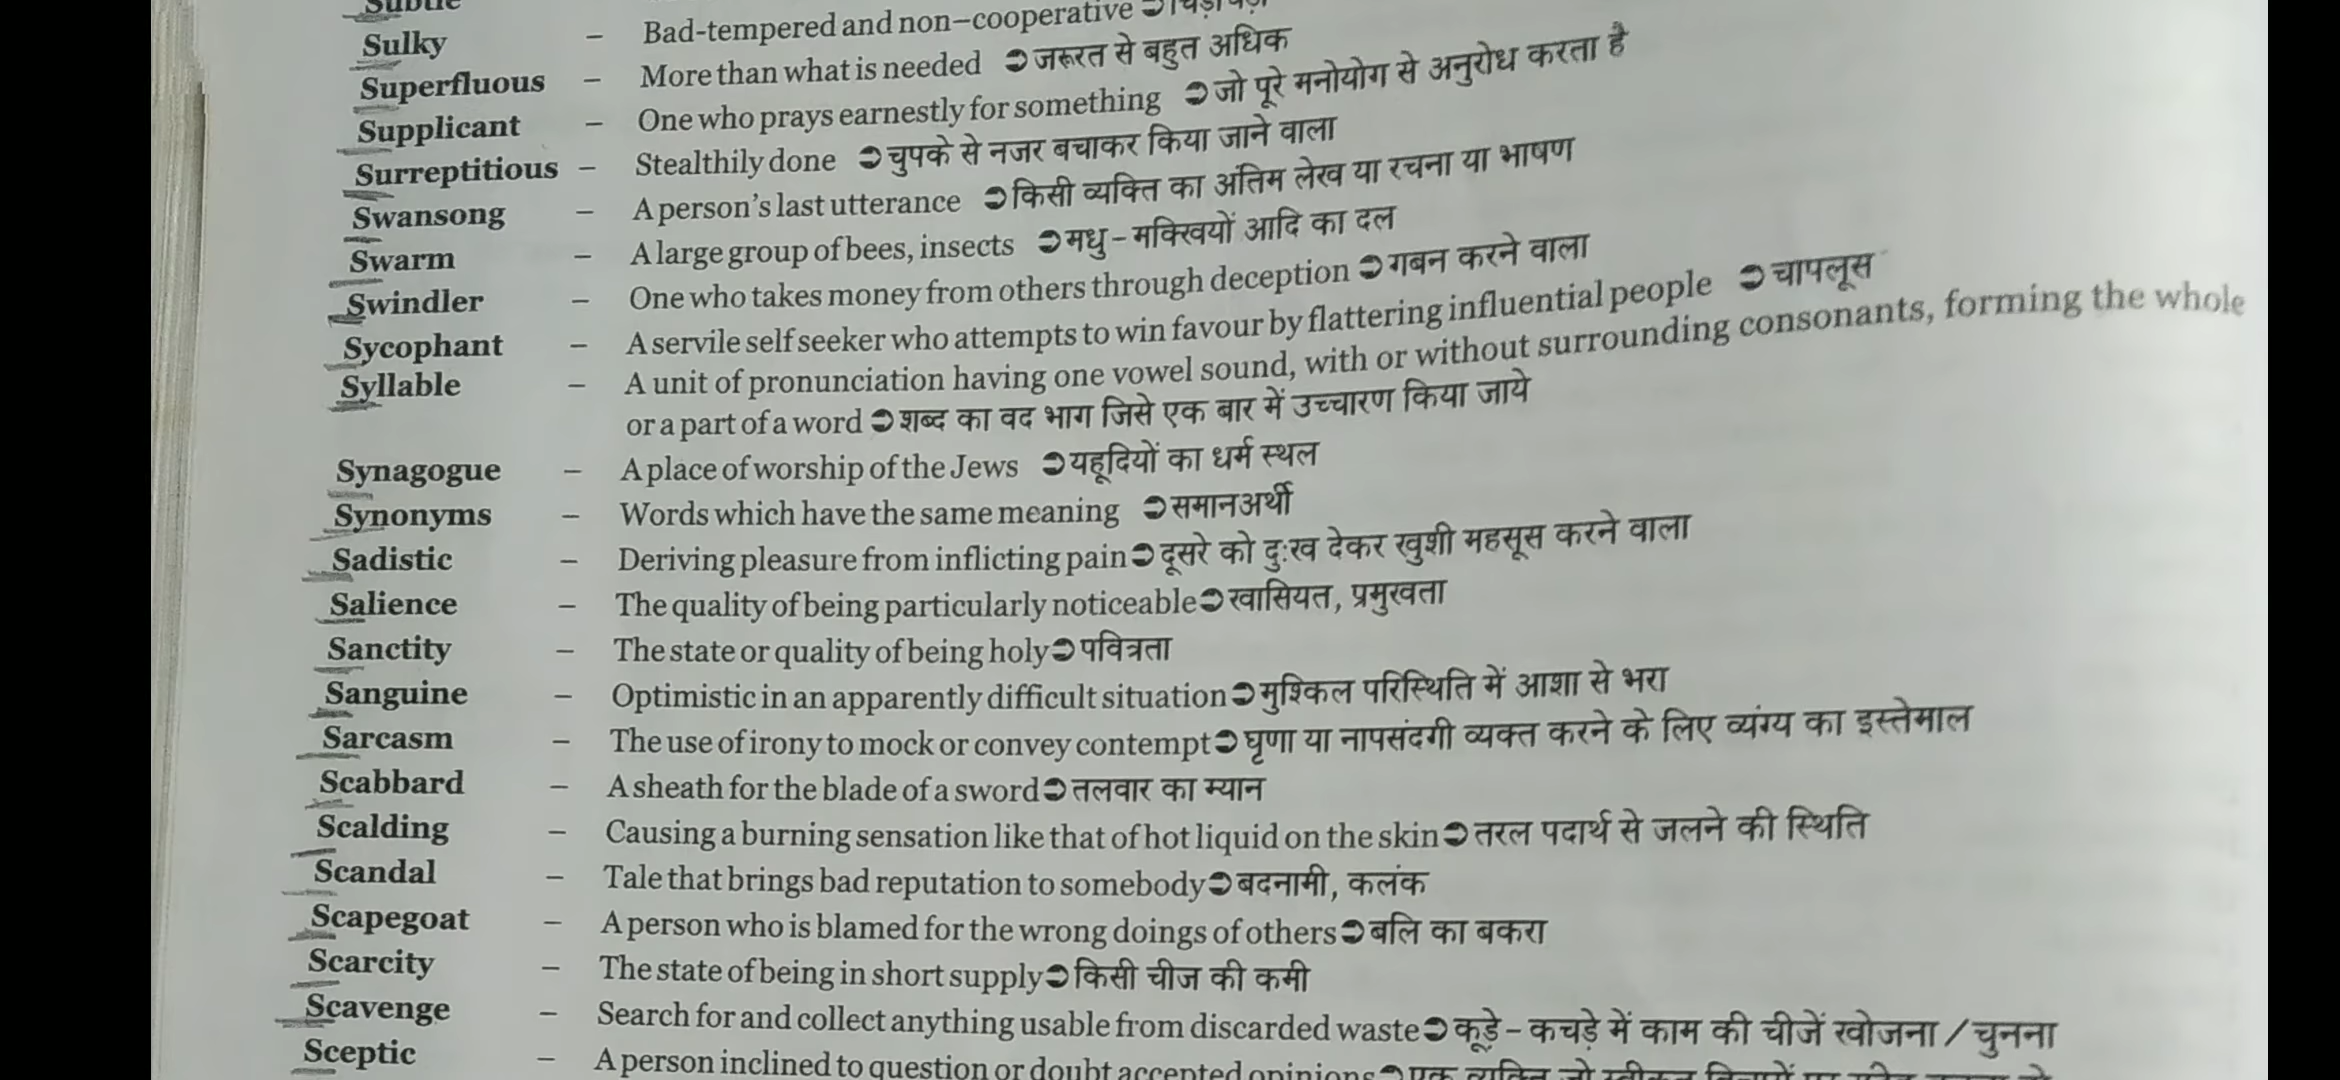 Subtle
Sulky – Bad-tempered and non–cooperative ➲ चिड़चिड़ा
Superfluous – More than what is needed ➲ जरूरत से बहुत अधिक
Supplicant – One who prays earnestly for something ➲ जो पूरे मनोयोग से अनुरोध करता है
Surreptitious – Stealthily done ➲ चुपके से नजर बचाकर किया जाने वाला
Swansong – A person's last utterance ➲ किसी व्यक्ति का अंतिम लेख या रचना या भाषण
Swarm – A large group of bees, insects ➲ मधु – मक्खियों आदि का दल
Swindler – One who takes money from others through deception ➲ गबन करने वाला
Sycophant – A servile self seeker who attempts to win favour by flattering influential people ➲ चापलूस
Syllable – A unit of pronunciation having one vowel sound, with or without surrounding consonants, forming the whole
or a part of a word ➲ शब्द का वद भाग जिसे एक बार में उच्चारण किया जाये
Synagogue – A place of worship of the Jews ➲ यहूदियों का धर्म स्थल
Synonyms – Words which have the same meaning ➲ समानअर्थी
Sadistic – Deriving pleasure from inflicting pain ➲ दूसरे को दुःख देकर खुशी महसूस करने वाला
Salience – The quality of being particularly noticeable ➲ खासियत, प्रमुखता
Sanctity – The state or quality of being holy ➲ पवित्रता
Sanguine – Optimistic in an apparently difficult situation ➲ मुश्किल परिस्थिति में आशा से भरा
Sarcasm – The use of irony to mock or convey contempt ➲ घृणा या नापसंदगी व्यक्त करने के लिए व्यंग्य का इस्तेमाल
Scabbard – A sheath for the blade of a sword ➲ तलवार का म्यान
Scalding – Causing a burning sensation like that of hot liquid on the skin ➲ तरल पदार्थ से जलने की स्थिति
Scandal – Tale that brings bad reputation to somebody ➲ बदनामी, कलंक
Scapegoat – A person who is blamed for the wrong doings of others ➲ बलि का बकरा
Scarcity – The state of being in short supply ➲ किसी चीज की कमी
Scavenge – Search for and collect anything usable from discarded waste ➲ कूड़े – कचड़े में काम की चीजें खोजना / चुनना
Sceptic – A person inclined to question or doubt accepted opinions ➲ एक व्यक्ति जो